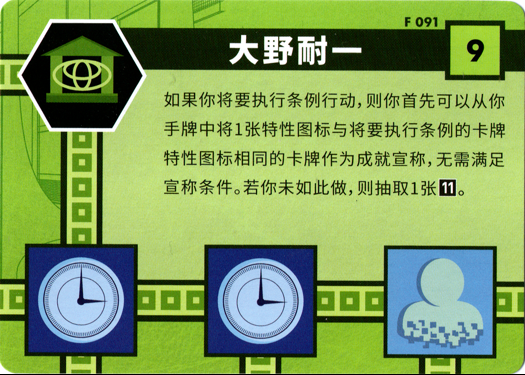 F 091
大野耐一
9
如果你将要执行条例行动，则你首先可以从你
手牌中将1张特性图标与将要执行条例的卡牌
特性图标相同的卡牌作为成就宣称，无需满足
宣称条件。若你未如此做，则抽取1张11。